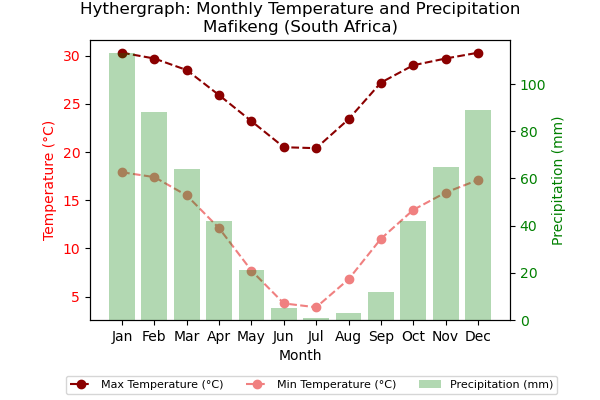 Hythergraph: Monthly Temperature and Precipitation
Mafikeng (South Africa)
Temperature (°C)
30
25
20
15
10
5
Precipitation (mm)
100
80
60
40
20
0
Jan Feb Mar Apr May Jun Jul Aug Sep Oct Nov Dec
Month
Max Temperature (°C) Min Temperature (°C) Precipitation (mm)